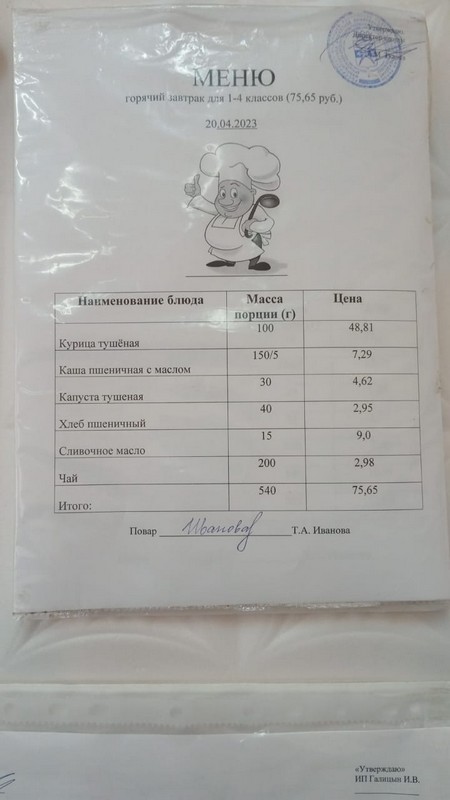 Утверждаю:
МЕНЮ
горячий завтрак для 1-4 классов (75,65 руб.)
20.04.2023
Наименование блюда Масса порции (г) Цена
Курица тушёная 100 48,81
Каша пшеничная с маслом 150/5 7,29
Капуста тушеная 30 4,62
Хлеб пшеничный 40 2,95
Сливочное масло 15 9,0
Чай 200 2,98
Итого: 540 75,65
Повар Иванова Т.А. Иванова
«Утверждаю»
ИП Галицын И.В.